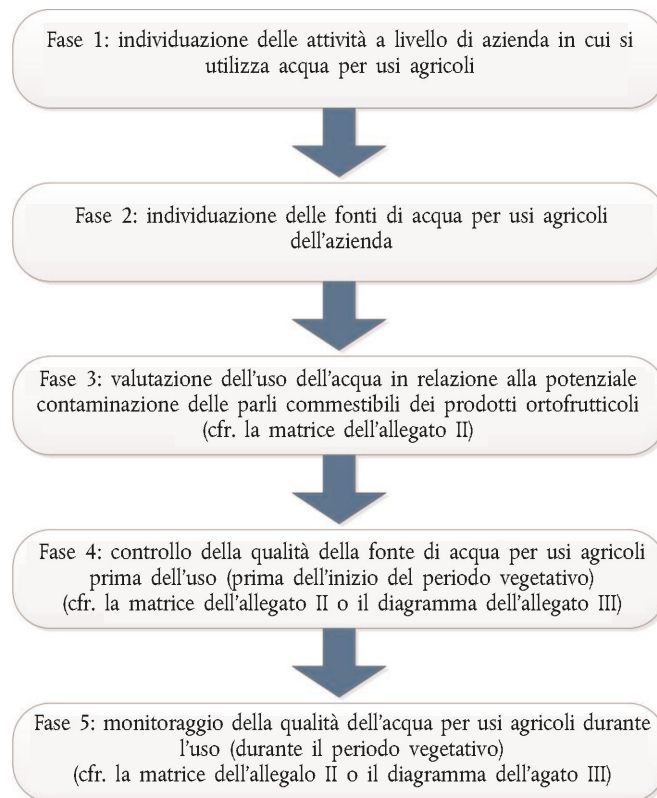 Fase 1: individuazione delle attività a livello di azienda in cui si
utilizza acqua per usi agricoli
Fase 2: individuazione delle fonti di acqua per usi agricoli
dell'azienda
Fase 3: valutazione dell'uso dell'acqua in relazione alla potenziale
contaminazione delle parli commestibili dei prodotti ortofrutticoli
(cfr. la matrice dell'allegato II)
Fase 4: controllo della qualità della fonte di acqua per usi agricoli
prima dell'uso (prima dell'inizio del periodo vegetativo)
(cfr. la matrice dell'allegato II o il diagramma dell'allegato III)
Fase 5: monitoraggio della qualità dell'acqua per usi agricoli durante
l'uso (durante il periodo vegetativo)
(cfr. la matrice dell'allegalo II o il diagramma dell'agato III)